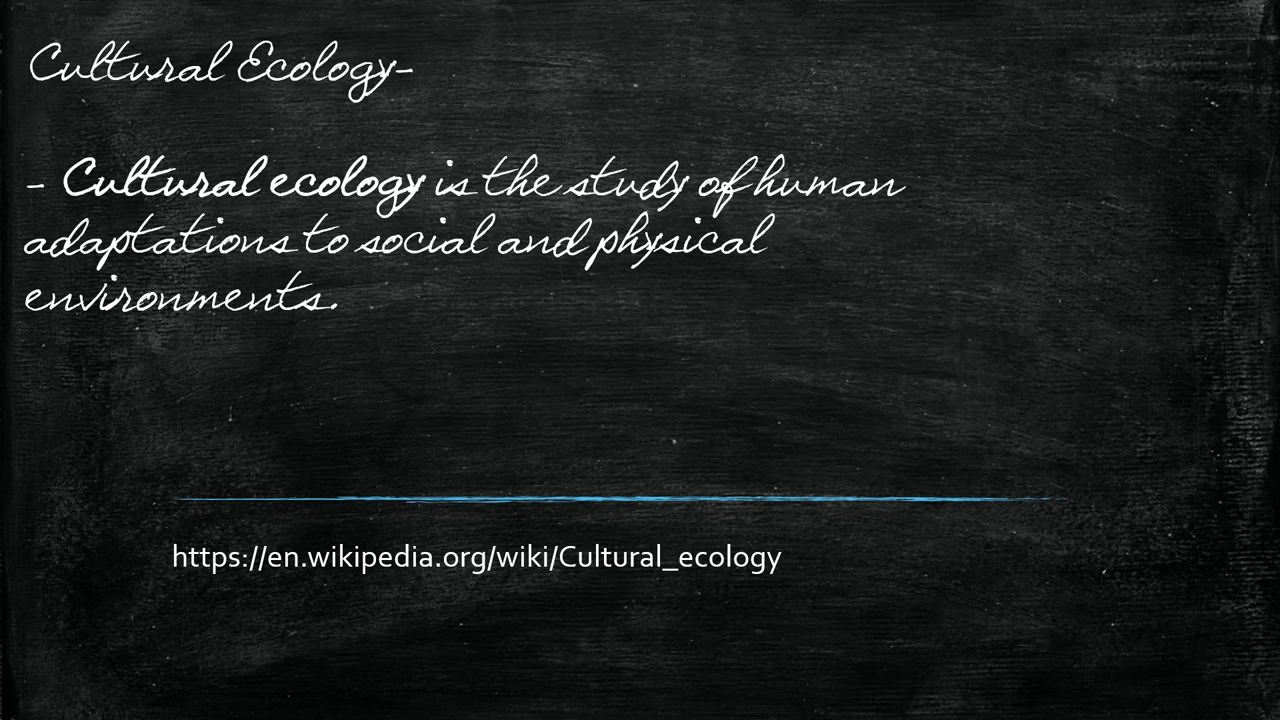 Cultural Ecology-
- Cultural ecology is the study of human
adaptations to social and physical
environments.
https://en.wikipedia.org/wiki/Cultural_ecology